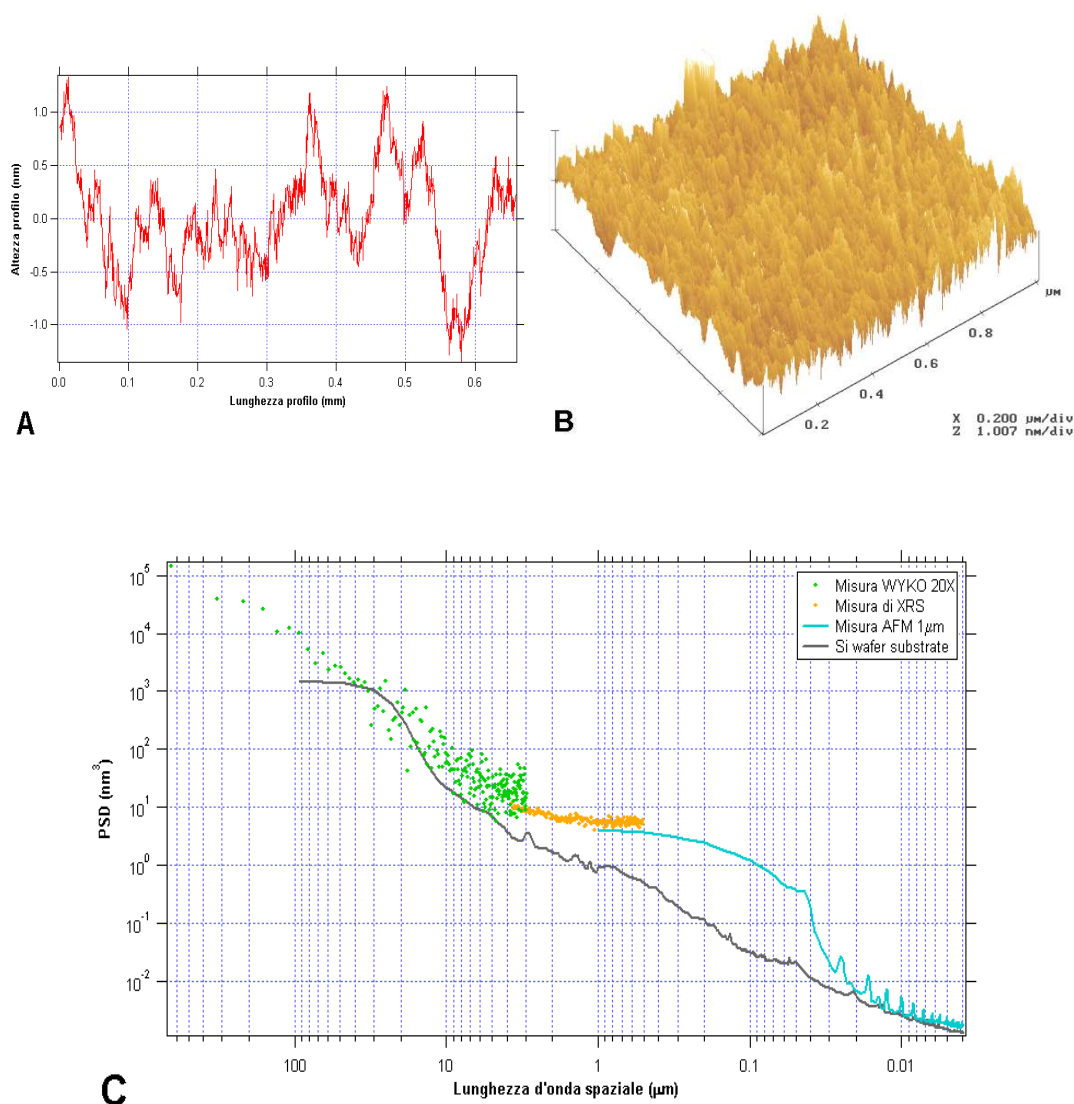 1.0
0.5
0.0
-0.5
-1.0
Altezza profilo (nm)
0.0 0.1 0.2 0.3 0.4 0.5 0.6
Lunghezza profilo (mm)
A
µm
0.8
0.6
0.4
0.2
X 0.200 µm/div
Z 1.007 nm/div
B
Misura WYKO 20X
Misura di XRS
Misura AFM 1µm
Si wafer substrate
10^5
10^4
10^3
10^2
10^1
10^0
10^-1
10^-2
PSD (nm^3)
100 10 1 0.1 0.01
Lunghezza d'onda spaziale (µm)
C